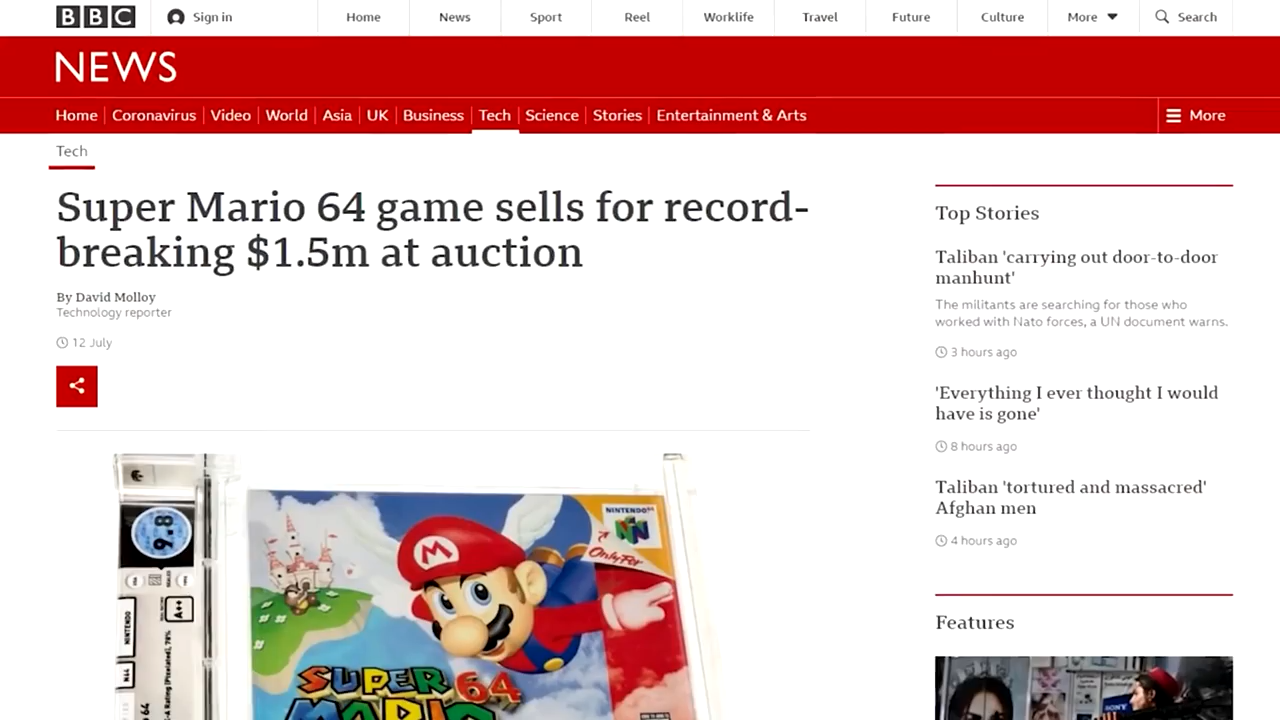 BBC
Sign in
Home
News
Sport
Reel
Worklife
Travel
Future
Culture
More
Search
NEWS
Home
Coronavirus
Video
World
Asia
UK
Business
Tech
Science
Stories
Entertainment & Arts
More
Tech
Super Mario 64 game sells for record-
breaking $1.5m at auction
By David Molloy
Technology reporter
12 July
9.8
A++
NINTENDO
N64
64
NINTENDO64
Only For
M
SUPER
MARIO
64
Top Stories
Taliban 'carrying out door-to-door
manhunt'
The militants are searching for those who
worked with Nato forces, a UN document warns.
3 hours ago
'Everything I ever thought I would
have is gone'
8 hours ago
Taliban 'tortured and massacred'
Afghan men
4 hours ago
Features
SONY